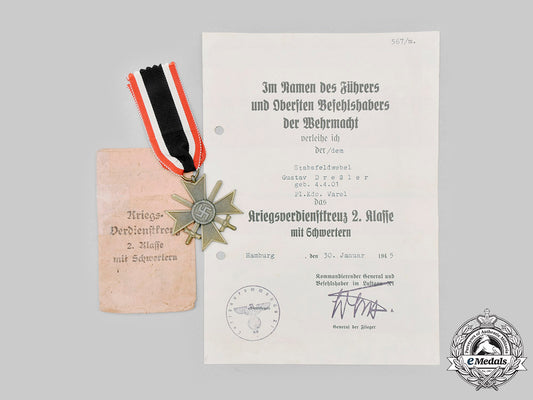 567/W.
Im Namen des Führers
und Obersten Befehlshabers
der Wehrmacht
verleihe ich
der/dem
Stabsfeldwebel
Gustav Dreßler
geb. 4.4.01
Fl.Kdo. Varel
Das
Kriegsverdienstkreuz 2. Klasse
mit Schwertern
Hamburg , den 30. Januar 1945
Kommandierender General und
Befehlshaber im Luftgau XI
General der Flieger
Kriegs-
Verdienstkreuz
2. Klasse
mit Schwertern
eMedals